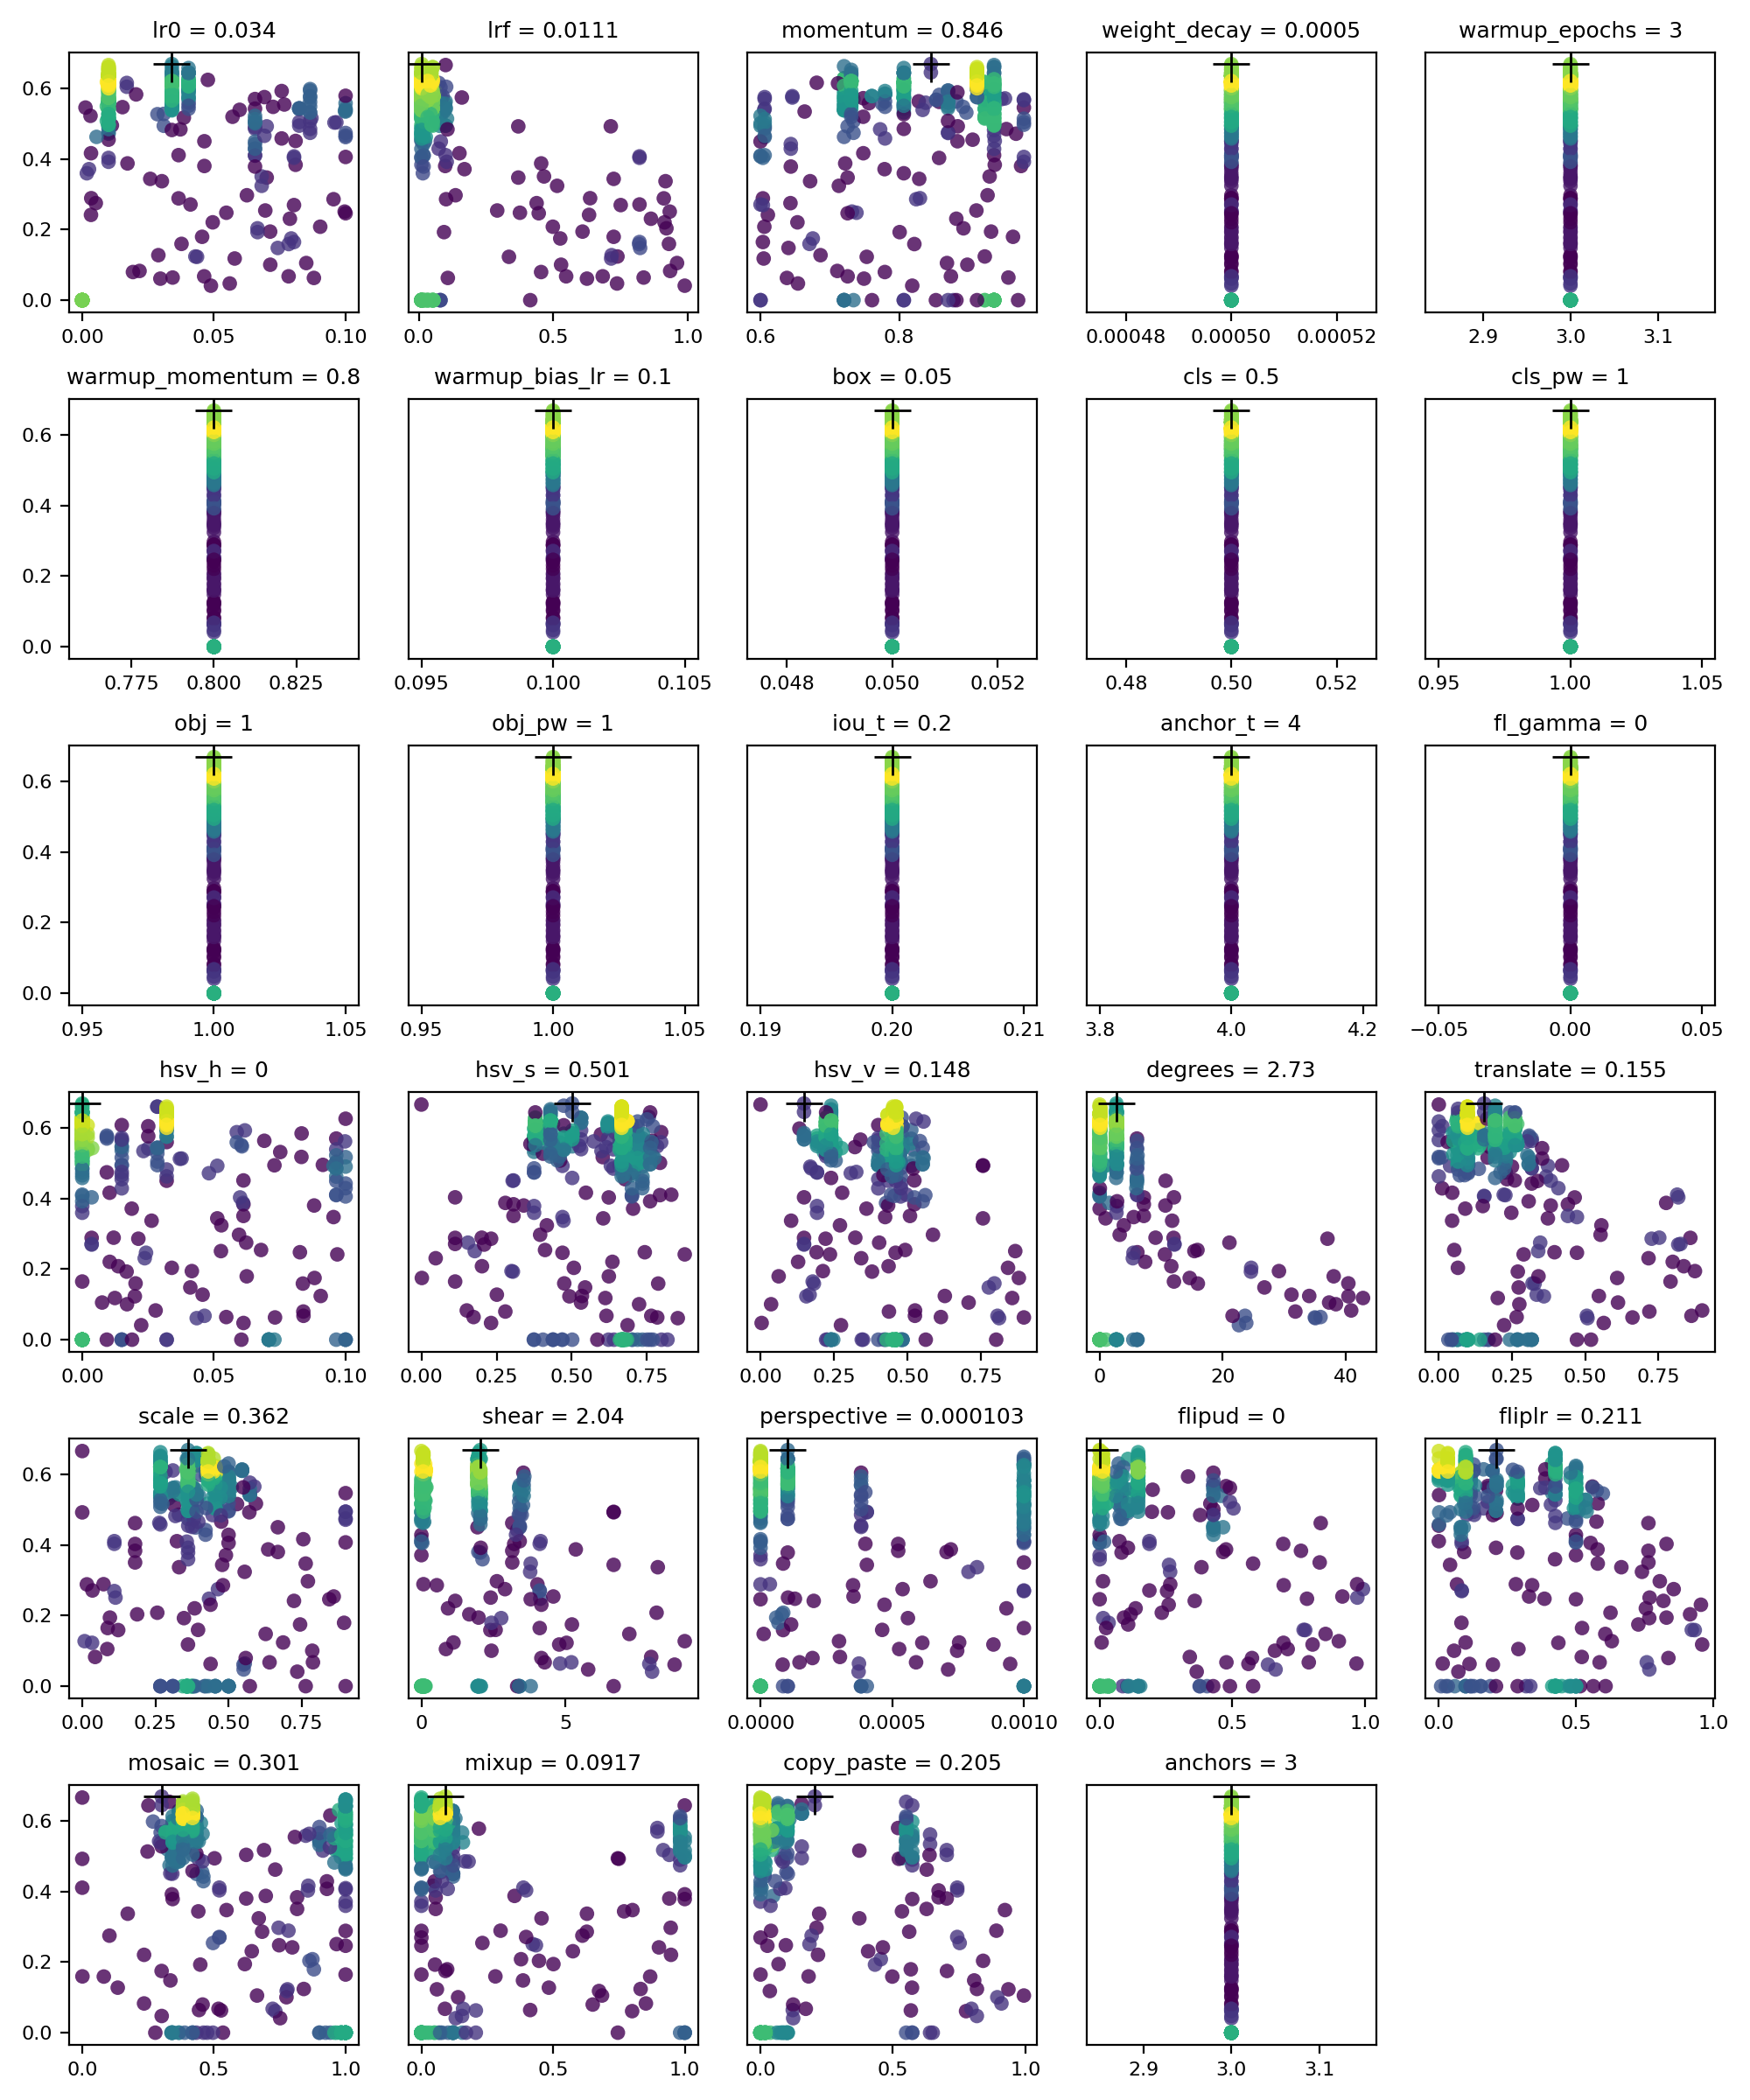 lr0 = 0.034 lrf = 0.0111 momentum = 0.846 weight_decay = 0.0005 warmup_epochs = 3
0.6
0.4
0.2
0.0
0.00 0.05 0.10 0.0 0.5 1.0 0.6 0.8 0.00048 0.00050 0.00052 2.9 3.0 3.1
warmup_momentum = 0.8 warmup_bias_lr = 0.1 box = 0.05 cls = 0.5 cls_pw = 1
0.6
0.4
0.2
0.0
0.775 0.800 0.825 0.095 0.100 0.105 0.048 0.050 0.052 0.48 0.50 0.52 0.95 1.00 1.05
obj = 1 obj_pw = 1 iou_t = 0.2 anchor_t = 4 fl_gamma = 0
0.6
0.4
0.2
0.0
0.95 1.00 1.05 0.95 1.00 1.05 0.19 0.20 0.21 3.8 4.0 4.2 −0.05 0.00 0.05
hsv_h = 0 hsv_s = 0.501 hsv_v = 0.148 degrees = 2.73 translate = 0.155
0.6
0.4
0.2
0.0
0.00 0.05 0.10 0.00 0.25 0.50 0.75 0.00 0.25 0.50 0.75 0 20 40 0.00 0.25 0.50 0.75
scale = 0.362 shear = 2.04 perspective = 0.000103 flipud = 0 fliplr = 0.211
0.6
0.4
0.2
0.0
0.00 0.25 0.50 0.75 0 5 0.0000 0.0005 0.0010 0.0 0.5 1.0 0.0 0.5 1.0
mosaic = 0.301 mixup = 0.0917 copy_paste = 0.205 anchors = 3
0.6
0.4
0.2
0.0
0.0 0.5 1.0 0.0 0.5 1.0 0.0 0.5 1.0 2.9 3.0 3.1